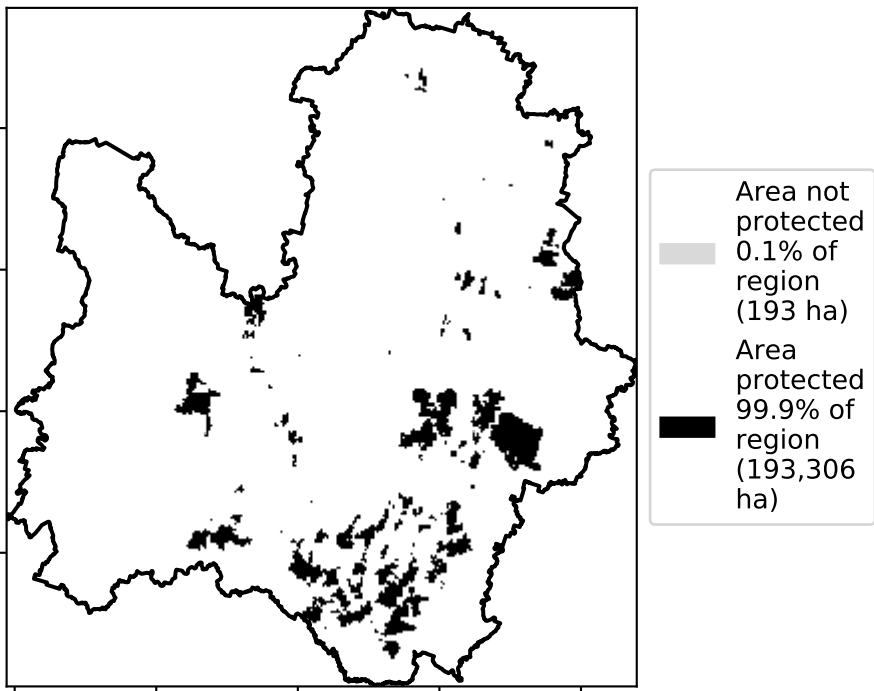 Area not
protected
0.1% of
region
(193 ha)
Area
protected
99.9% of
region
(193,306
ha)